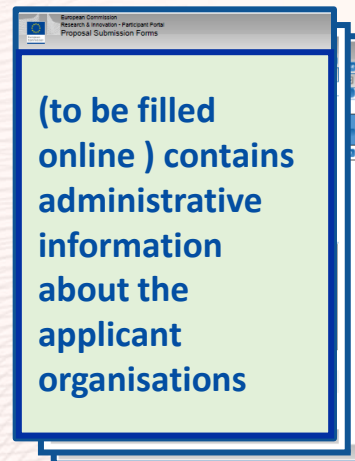 European Commission
Research & Innovation - Participant Portal
Proposal Submission Forms
(to be filled
online ) contains
administrative
information
about the
applicant
organisations